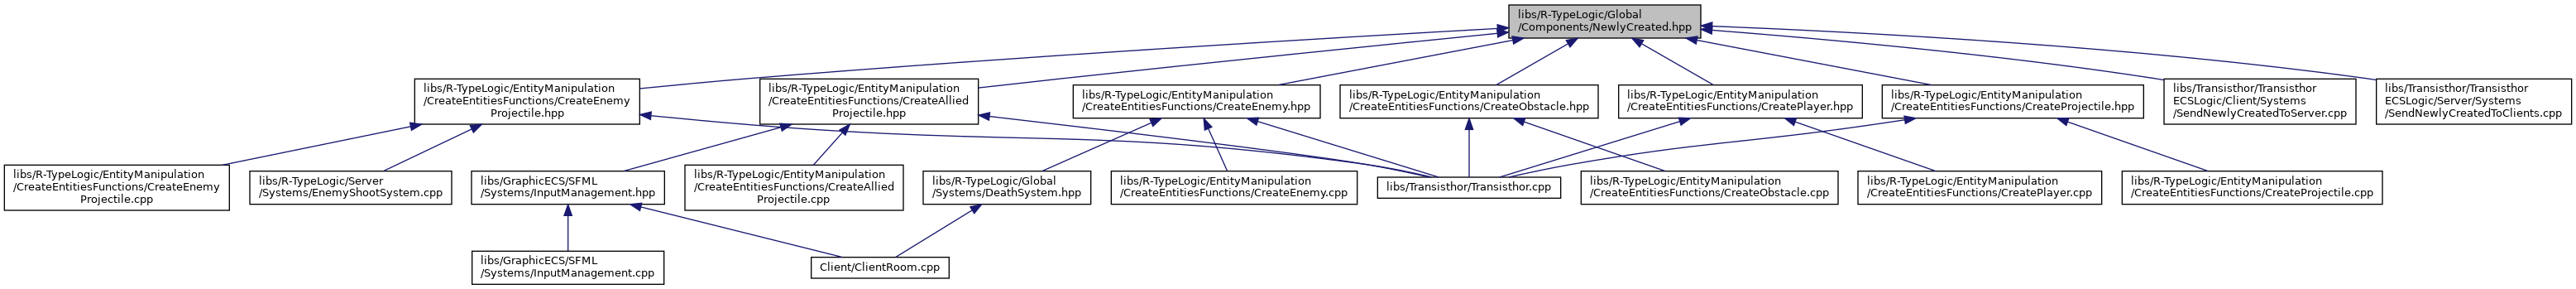 libs/R-TypeLogic/Global
/Components/NewlyCreated.hpp
libs/R-TypeLogic/EntityManipulation
/CreateEntitiesFunctions/CreateEnemy
Projectile.hpp
libs/R-TypeLogic/EntityManipulation
/CreateEntitiesFunctions/CreateAllied
Projectile.hpp
libs/R-TypeLogic/EntityManipulation
/CreateEntitiesFunctions/CreateEnemy.hpp
libs/R-TypeLogic/EntityManipulation
/CreateEntitiesFunctions/CreateObstacle.hpp
libs/R-TypeLogic/EntityManipulation
/CreateEntitiesFunctions/CreatePlayer.hpp
libs/R-TypeLogic/EntityManipulation
/CreateEntitiesFunctions/CreateProjectile.hpp
libs/Transisthor/Transisthor
ECSLogic/Client/Systems
/SendNewlyCreatedToServer.cpp
libs/Transisthor/Transisthor
ECSLogic/Server/Systems
/SendNewlyCreatedToClients.cpp
libs/R-TypeLogic/EntityManipulation
/CreateEntitiesFunctions/CreateEnemy
Projectile.cpp
libs/R-TypeLogic/Server
/Systems/EnemyShootSystem.cpp
libs/GraphicECS/SFML
/Systems/InputManagement.hpp
libs/R-TypeLogic/EntityManipulation
/CreateEntitiesFunctions/CreateAllied
Projectile.cpp
libs/R-TypeLogic/Global
/Systems/DeathSystem.hpp
libs/R-TypeLogic/EntityManipulation
/CreateEntitiesFunctions/CreateEnemy.cpp
libs/Transisthor/Transisthor.cpp
libs/R-TypeLogic/EntityManipulation
/CreateEntitiesFunctions/CreateObstacle.cpp
libs/R-TypeLogic/EntityManipulation
/CreateEntitiesFunctions/CreatePlayer.cpp
libs/R-TypeLogic/EntityManipulation
/CreateEntitiesFunctions/CreateProjectile.cpp
libs/GraphicECS/SFML
/Systems/InputManagement.cpp
Client/ClientRoom.cpp